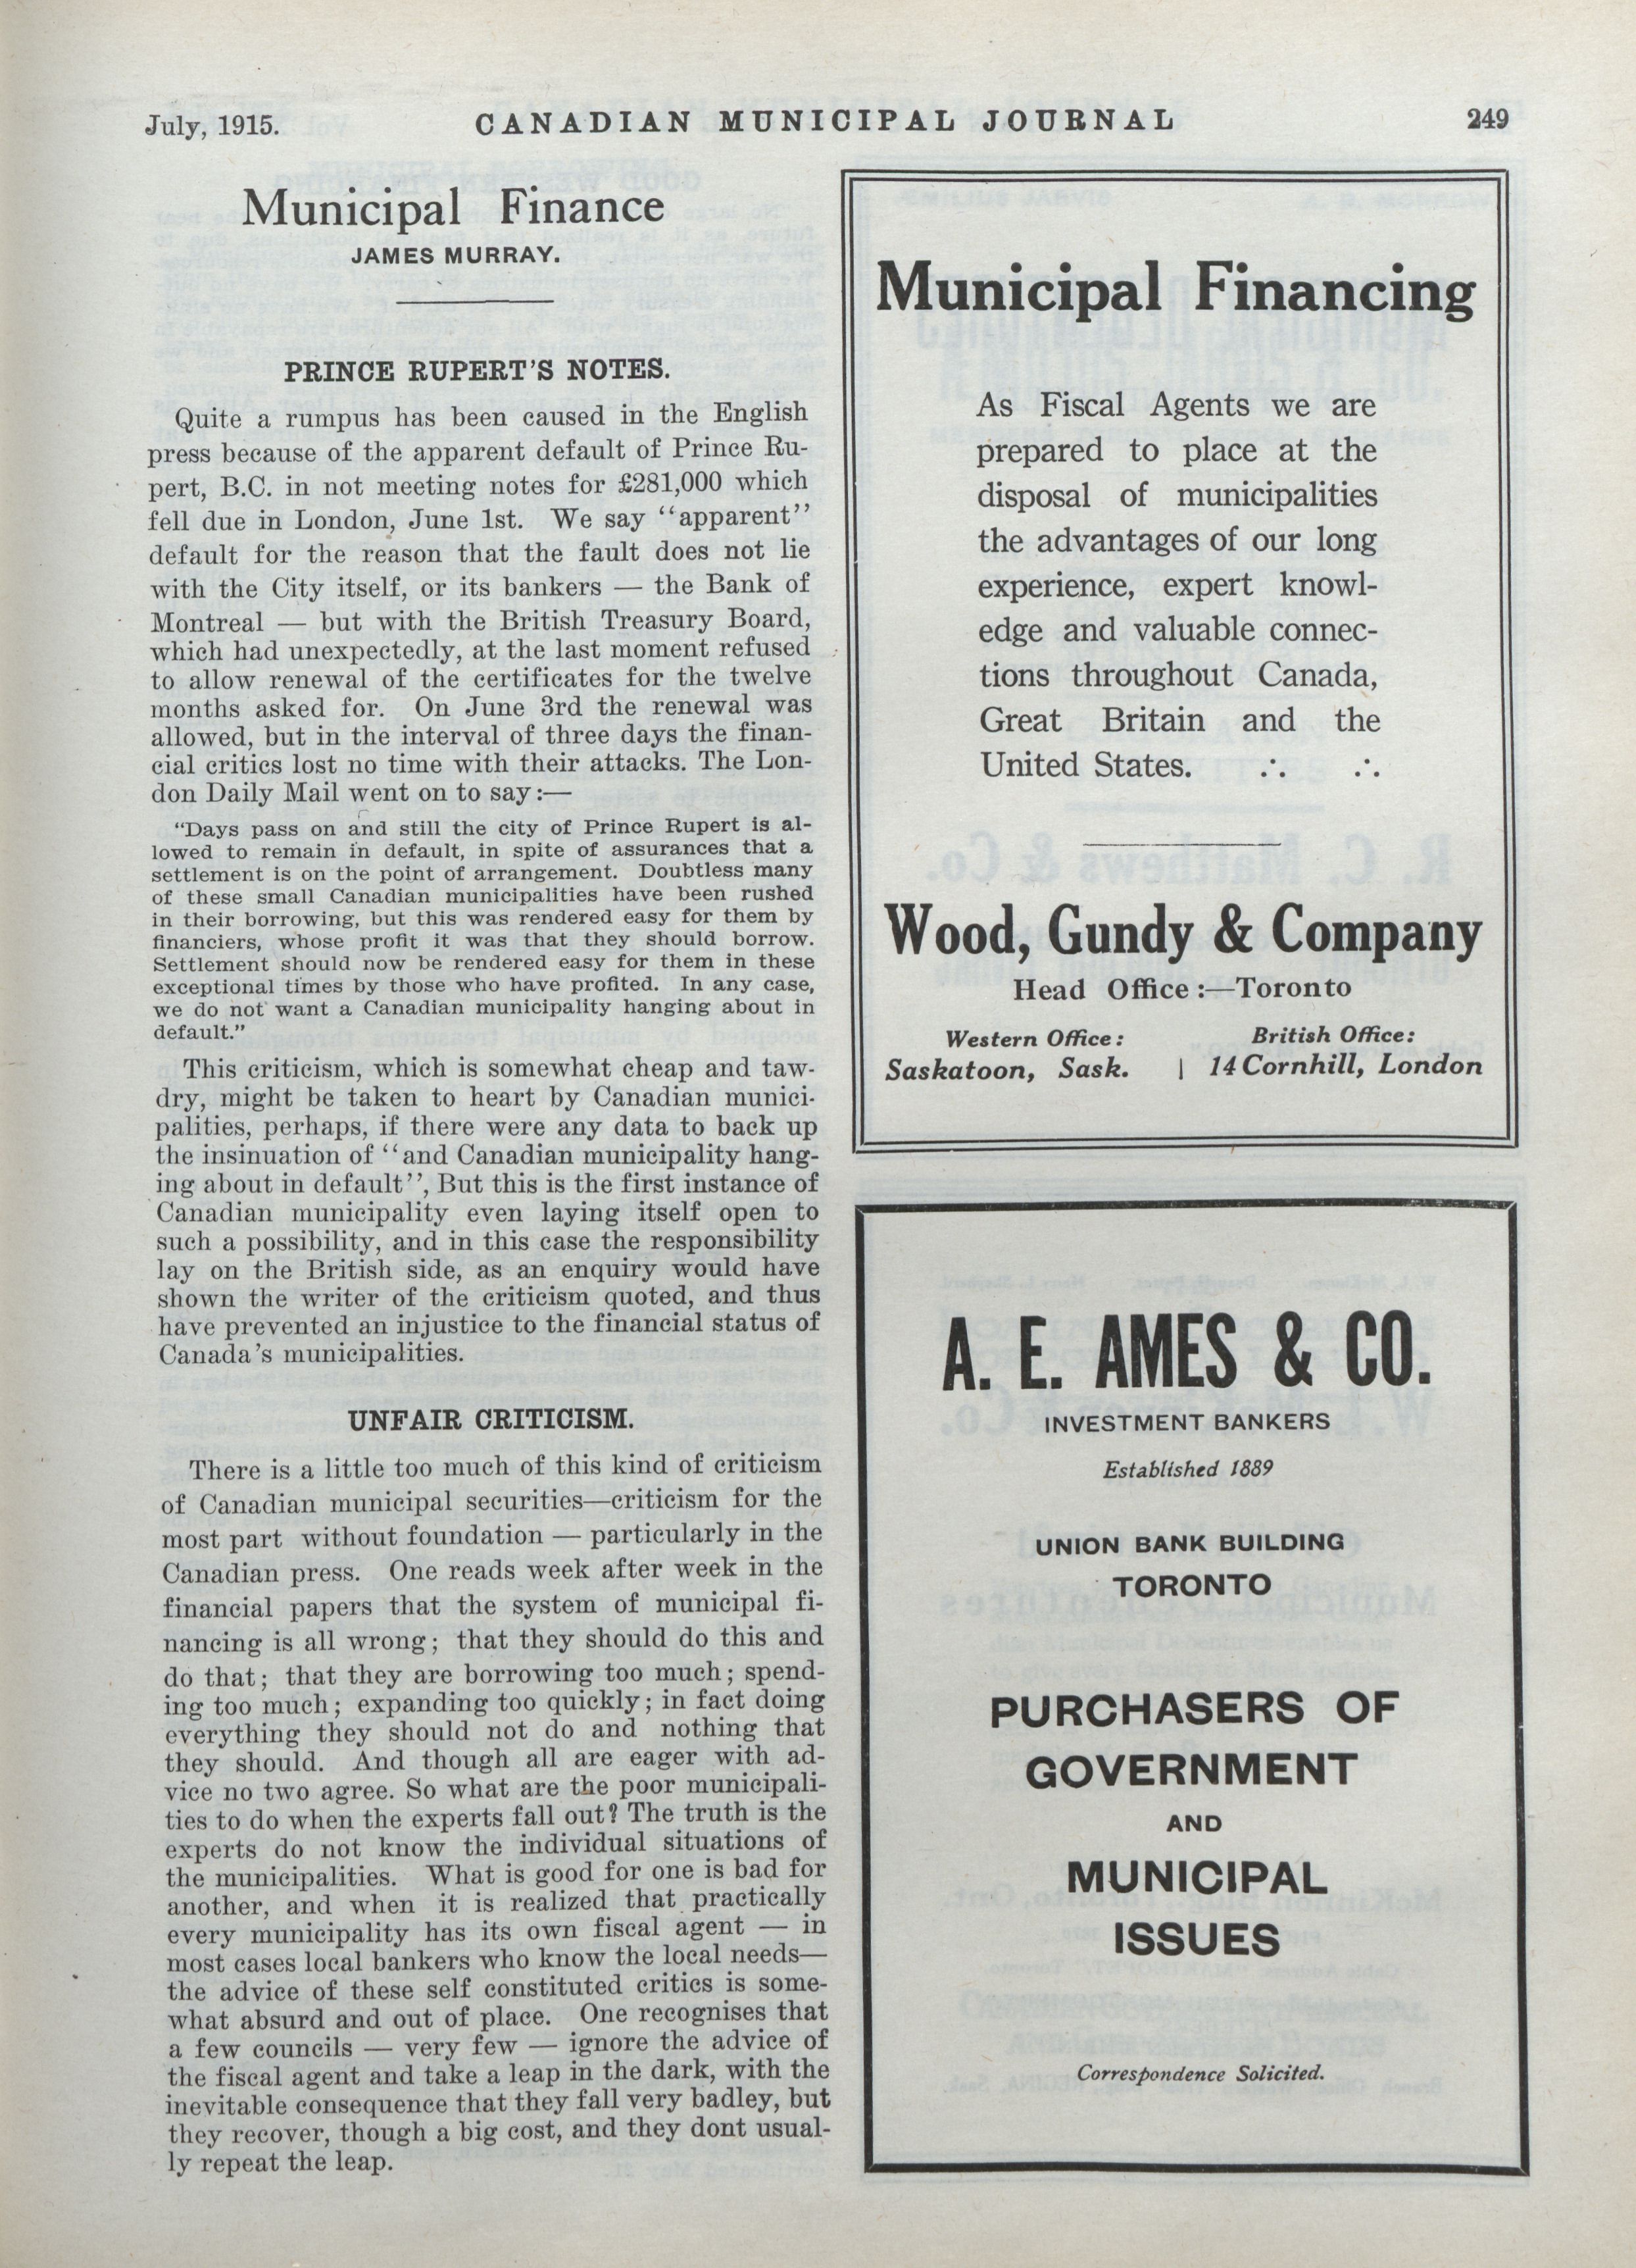 July, 1915.
CANADIAN MUNICIPAL JOURNAL
249
Municipal Finance
JAMES MURRAY.
PRINCE RUPERT'S NOTES.
Quite a rumpus has been caused in the English
press because of the apparent default of Prince Ru-
pert, B.C. in not meeting notes for £281,000 which
fell due in London, June 1st. We say ''apparent''
default for the reason that the fault does not lie
with the City itself, or its bankers — the Bank of
Montreal — but with the British Treasury Board,
which had unexpectedly, at the last moment refused
to allow renewal of the certificates for the twelve
months asked for. On June 3rd the renewal was
allowed, but in the interval of three days the finan-
cial critics lost no time with their attacks. The Lon-
don Daily Mail went on to say:—
"Days pass on and still the city of Prince Rupert is al-
lowed to remain in default, in spite of assurances that a
settlement is on the point of arrangement. Doubtless many
of these small Canadian municipalities have been rushed
in their borrowing, but this was rendered easy for them by
financiers, whose profit it was that they should borrow.
Settlement should now be rendered easy for them in these
exceptional times by those who have profited. In any case,
we do not want a Canadian municipality hanging about in
default."
This criticism, which is somewhat cheap and taw-
dry, might be taken to heart by Canadian munici-
palities, perhaps, if there were any data to back up
the insinuation of ''and Canadian municipality hang-
ing about in default'', But this is the first instance of
Canadian municipality even laying itself open to
such a possibility, and in this case the responsibility
lay on the British side, as an enquiry would have
shown the writer of the criticism quoted, and thus
have prevented an injustice to the financial status of
Canada's municipalities.
UNFAIR CRITICISM.
There is a little too much of this kind of criticism
of Canadian municipal securities—criticism for the
most part without foundation — particularly in the
Canadian press. One reads week after week in the
financial papers that the system of municipal fi-
nancing is all wrong; that they should do this and
do that; that they are borrowing too much; spend-
ing too much; expanding too quickly; in fact doing
everything they should not do and nothing that
they should. And though all are eager with ad-
vice no two agree. So what are the poor municipali-
ties to do when the experts fall out? The truth is the
experts do not know the individual situations of
the municipalities. What is good for one is bad for
another, and when it is realized that practically
every municipality has its own fiscal agent — in
most cases local bankers who know the local needs—
the advice of these self constituted critics is some-
what absurd and out of place. One recognises that
a few councils — very few — ignore the advice of
the fiscal agent and take a leap in the dark, with the
inevitable consequence that they fall very badley, but
they recover, though a big cost, and they dont usual-
ly repeat the leap.
Municipal Financing
As Fiscal Agents we are
prepared to place at the
disposal of municipalities
the advantages of our long
experience, expert knowl-
edge and valuable connec-
tions throughout Canada,
Great Britain and the
United States. ∴ ∴
Wood, Gundy & Company
Head Office:—Toronto
Western Office: British Office:
Saskatoon, Sask. | 14 Cornhill, London
A. E. AMES & CO.
INVESTMENT BANKERS
Established 1889
UNION BANK BUILDING
TORONTO
PURCHASERS OF
GOVERNMENT
AND
MUNICIPAL
ISSUES
Correspondence Solicited.